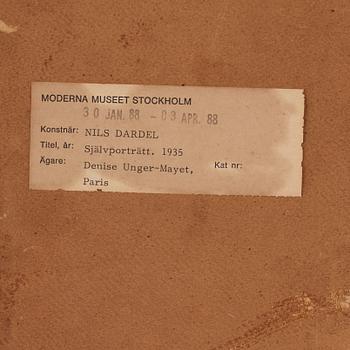 MODERNA MUSEET STOCKHOLM
30 JAN. 88 - 03 APR. 88
Konstnär: NILS DARDEL
Titel, år: Självporträtt. 1935
Ägare: Denise Unger-Mayet, Kat nr:
Paris